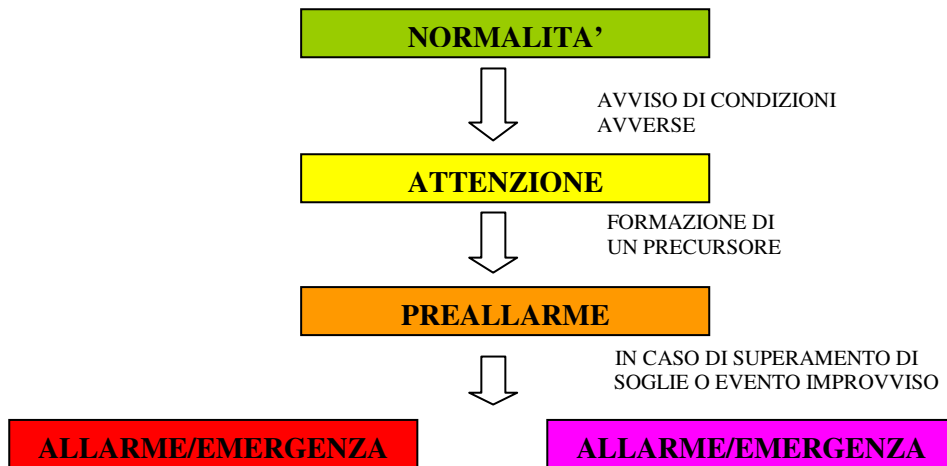 NORMALITA’
AVVISO DI CONDIZIONI
AVVERSE
ATTENZIONE
FORMAZIONE DI
UN PRECURSORE
PREALLARME
IN CASO DI SUPERAMENTO DI
SOGLIE O EVENTO IMPROVVISO
ALLARME/EMERGENZA
ALLARME/EMERGENZA